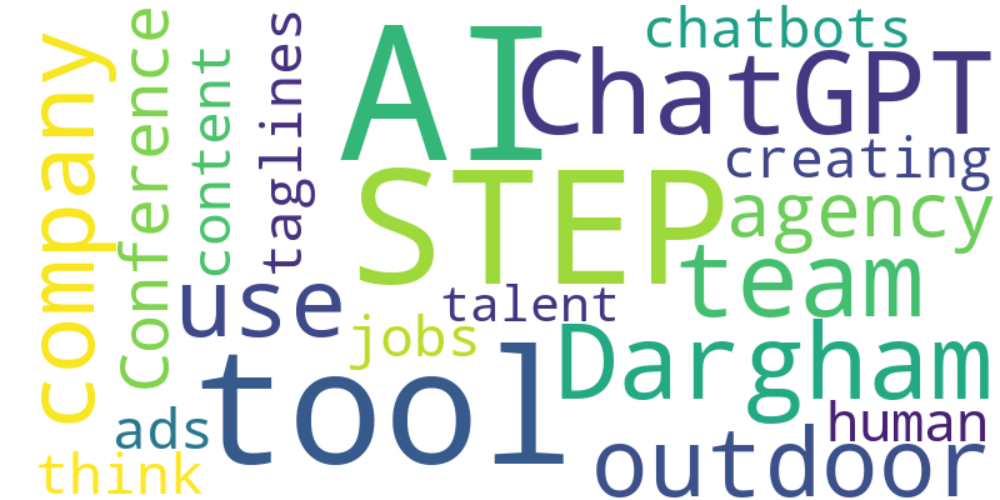 company
Conference
content
taglines
AI
chatbots
ChatGPT
creating
STEP
agency
team
use
talent
jobs
Dargham
tool
ads
human
think
outdoor